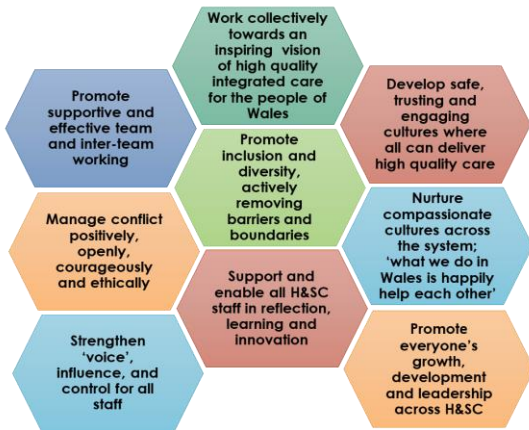 Work collectively
towards an
inspiring vision
of high quality
integrated care
for the people of
Wales
Promote
supportive and
effective team
and inter-team
working
Develop safe,
trusting and
engaging
cultures where
all can deliver
high quality care
Promote
inclusion and
diversity,
actively
removing
barriers and
boundaries
Manage conflict
positively,
openly,
courageously
and ethically
Nurture
compassionate
cultures across
the system;
‘what we do in
Wales is happily
help each other’
Support and
enable all H&SC
staff in reflection,
learning and
innovation
Strengthen
‘voice’,
influence, and
control for all
staff
Promote
everyone’s
growth,
development
and leadership
across H&SC